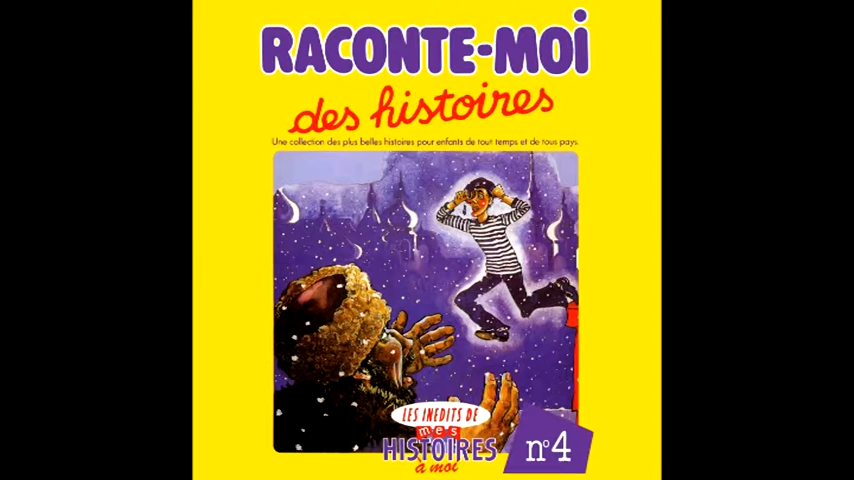 RACONTE-MOI
des histoires
Une collection des plus belles histoires pour enfants de tout temps et de tous pays.
LES INEDITS DE
mes
HISTOIRES
à moi
n°4